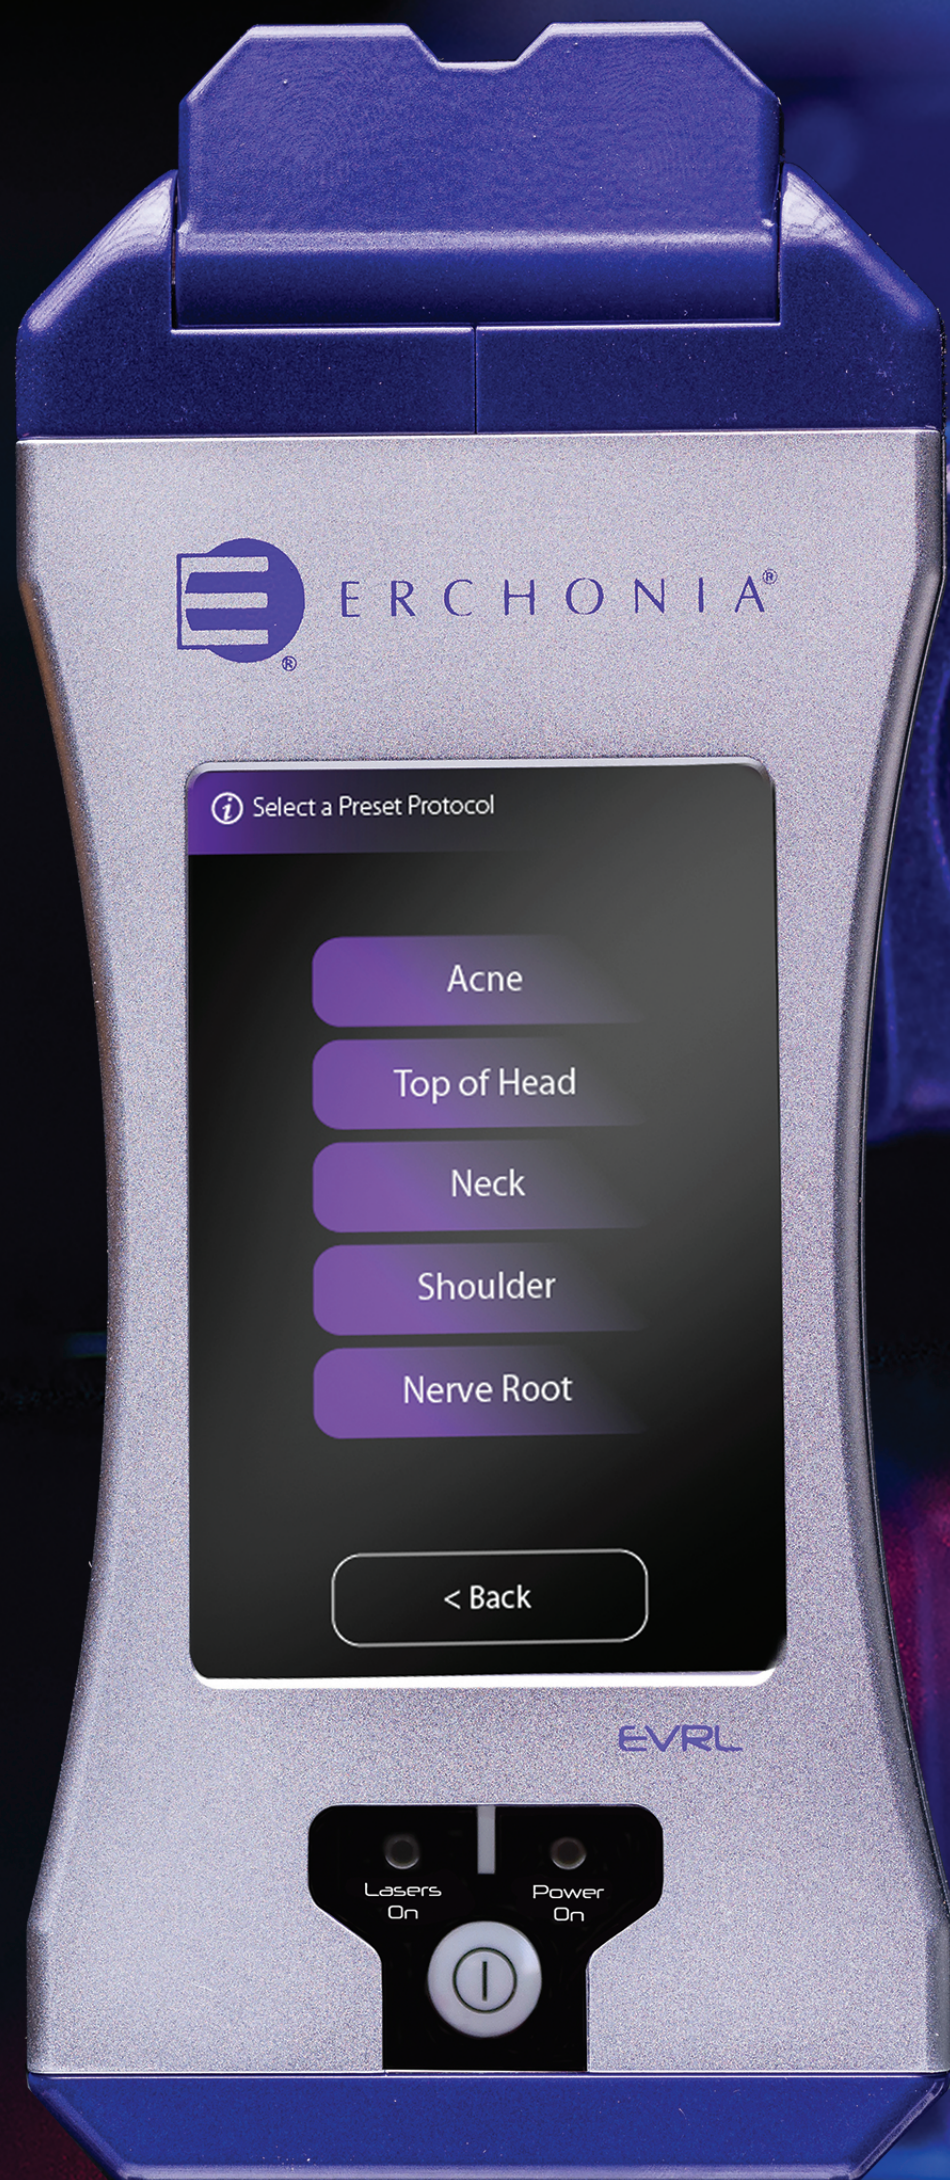 ERCHONIA®
®
Select a Preset Protocol
Acne
Top of Head
Neck
Shoulder
Nerve Root
< Back
EVRL
Lasers On
Power On